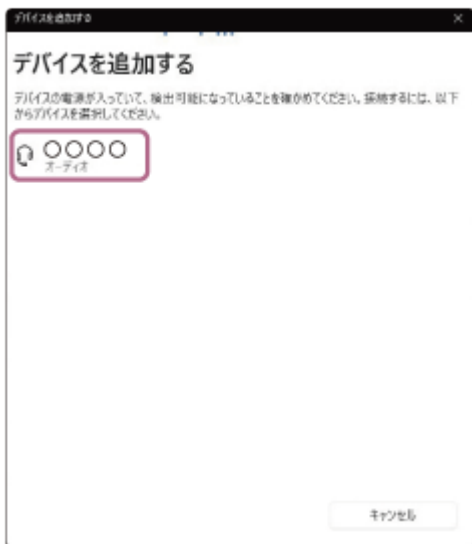 デバイスを追加する
デバイスを追加する
デバイスの電源が入っていて、検出可能になっていることを確かめてください。接続するには、以下
からデバイスを選択してください。
○○○○
オーディオ
キャンセル